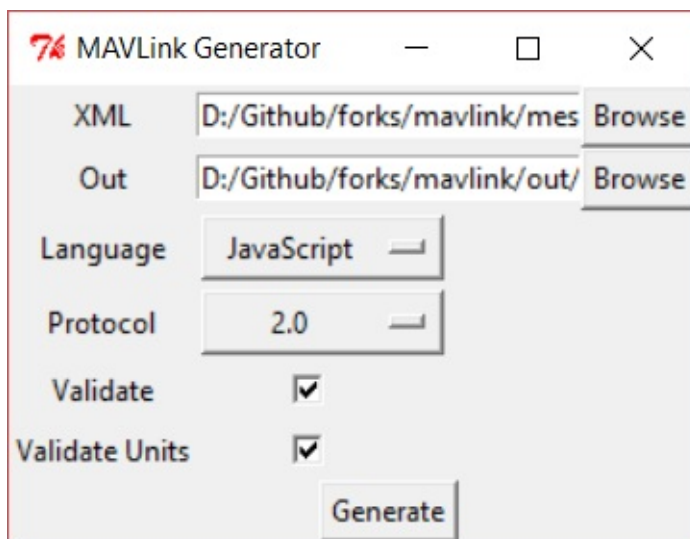 MAVLink Generator
XML D:/Github/forks/mavlink/mes Browse
Out D:/Github/forks/mavlink/out/ Browse
Language JavaScript
Protocol 2.0
Validate
Validate Units
Generate